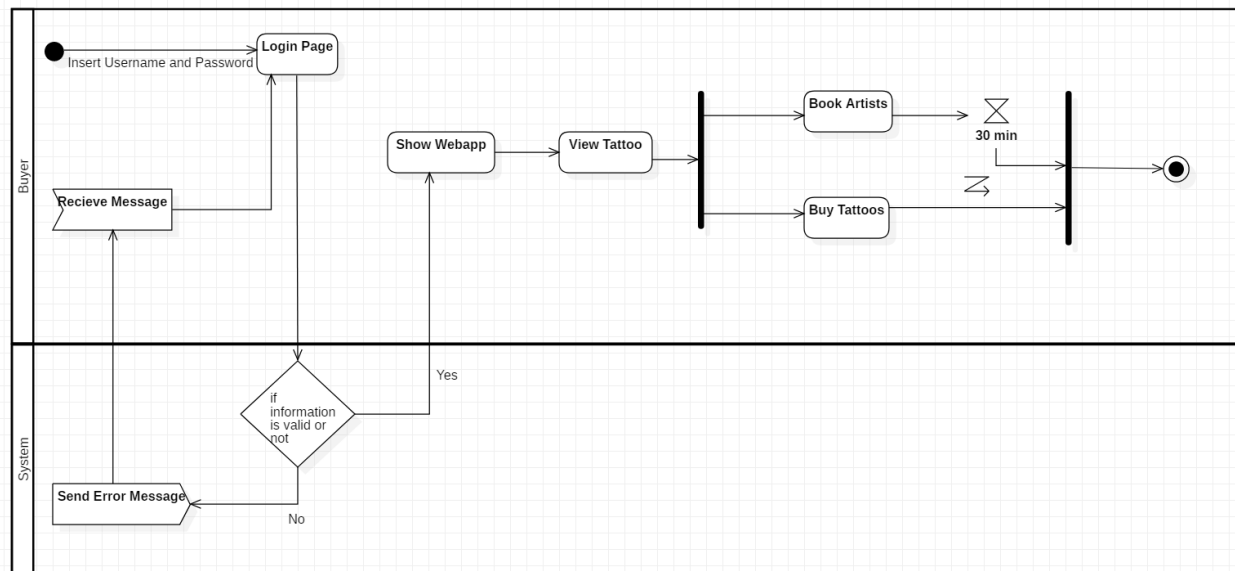 Buyer
Login Page
Insert Username and Password
Recieve Message
Show Webapp
View Tattoo
Book Artists
30 min
Buy Tattoos
System
if
information
is valid or
not
Yes
No
Send Error Message